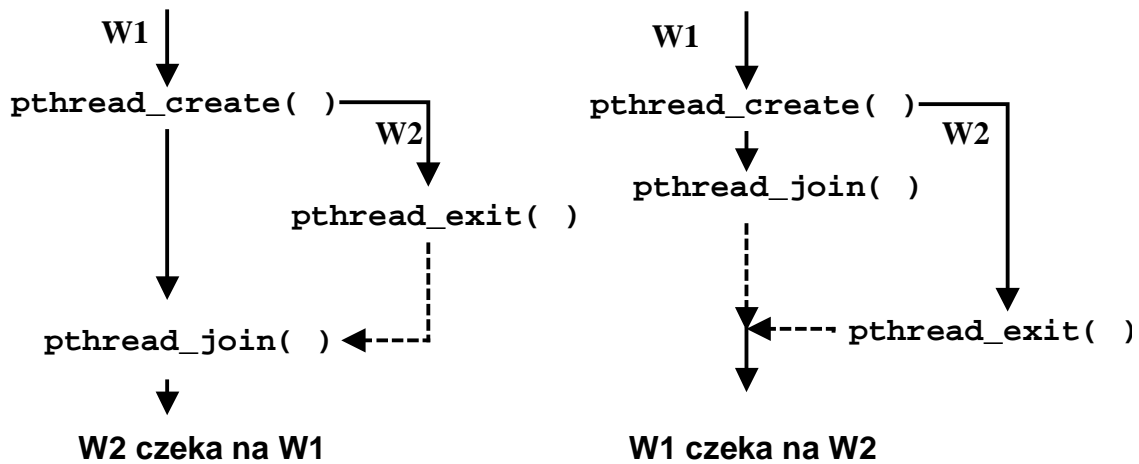 W1
pthread_create( )
W2
pthread_exit( )
pthread_join( )
W2 czeka na W1
W1
pthread_create( )
W2
pthread_join( )
pthread_exit( )
W1 czeka na W2